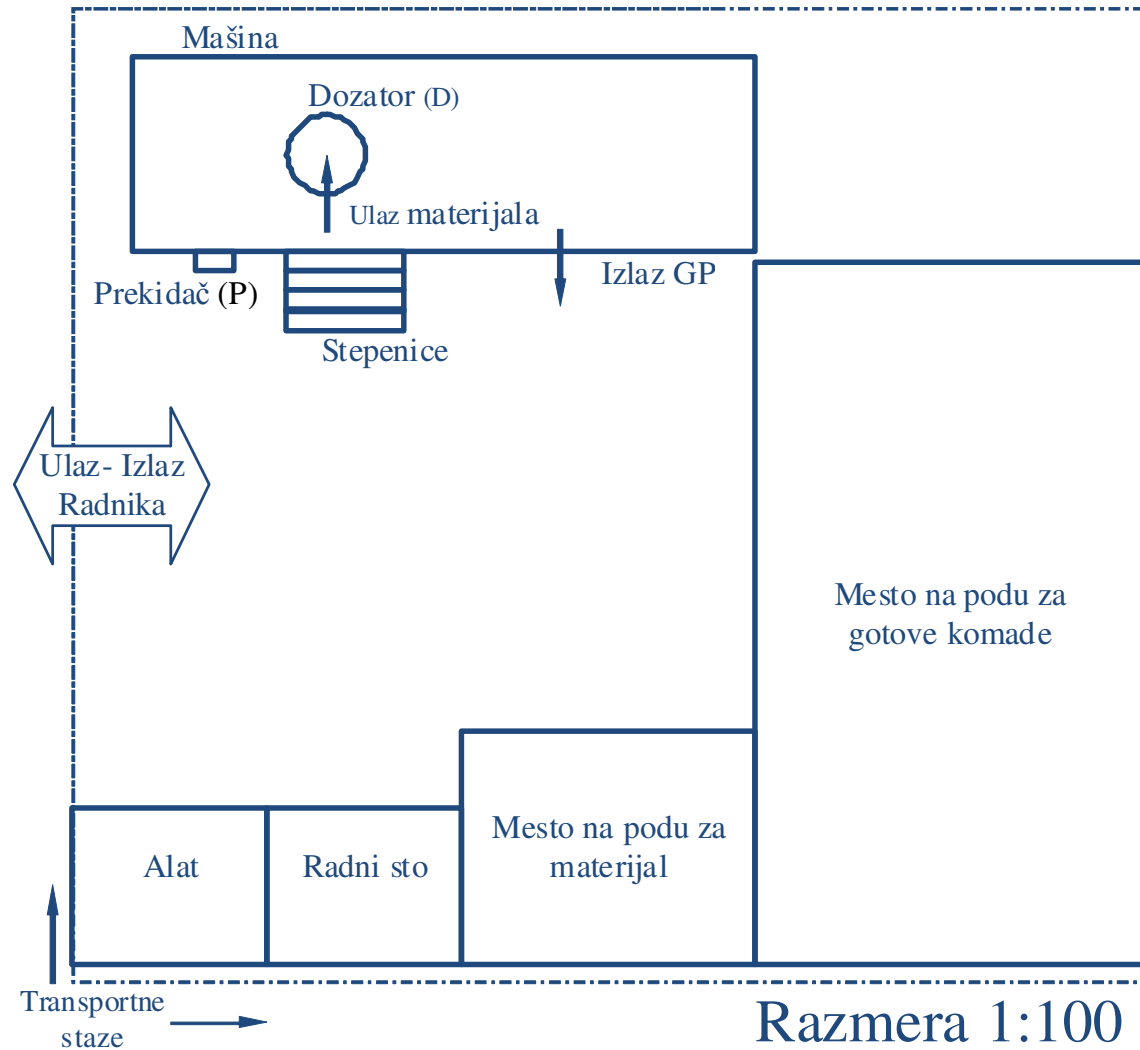 Mašina
Dozator (D)
Ulaz materijala
Izlaz GP
Prekidač (P)
Stepenice
Ulaz- Izlaz
Radnika
Mesto na podu za
gotove komade
Mesto na podu za
materijal
Alat
Radni sto
Transportne
staze
Razmera 1:100